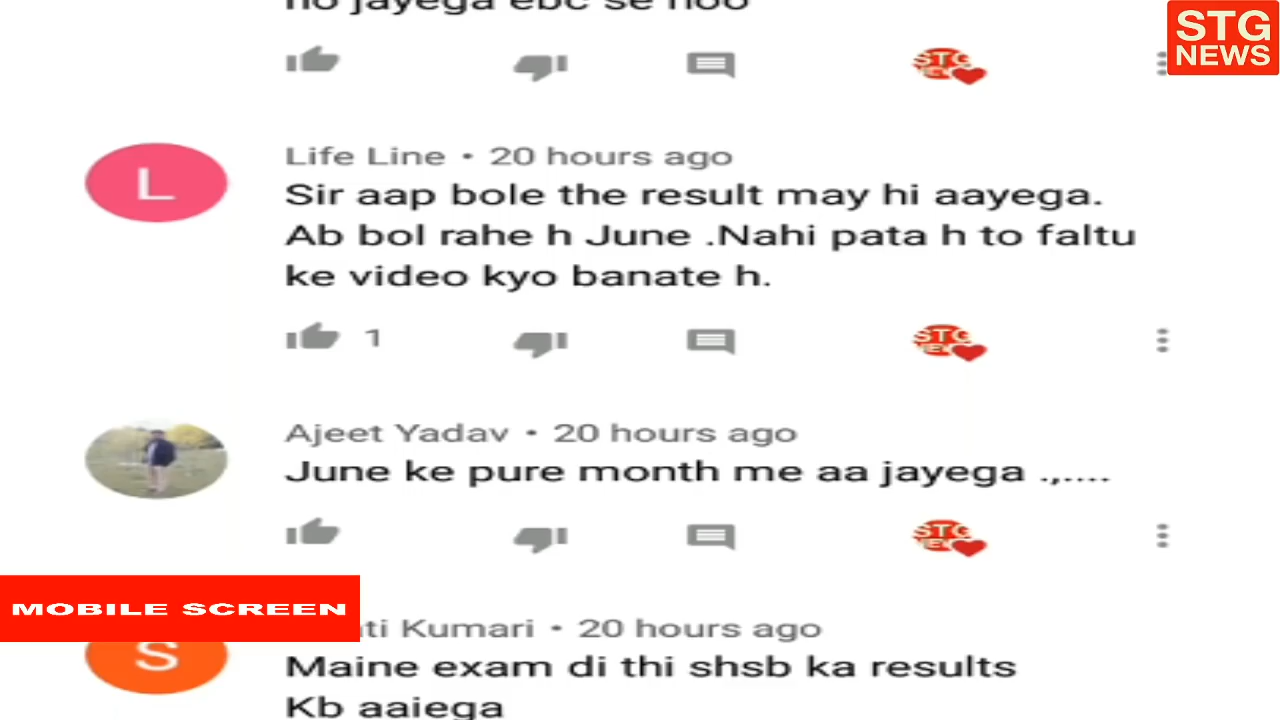 ho jayega ebc se hoo
STG
NEWS
Life Line • 20 hours ago
Sir aap bole the result may hi aayega.
Ab bol rahe h June .Nahi pata h to faltu
ke video kyo banate h.
1
Ajeet Yadav • 20 hours ago
June ke pure month me aa jayega .,....
MOBILE SCREEN
Kumari • 20 hours ago
Maine exam di thi shsb ka results
Kb aaiega